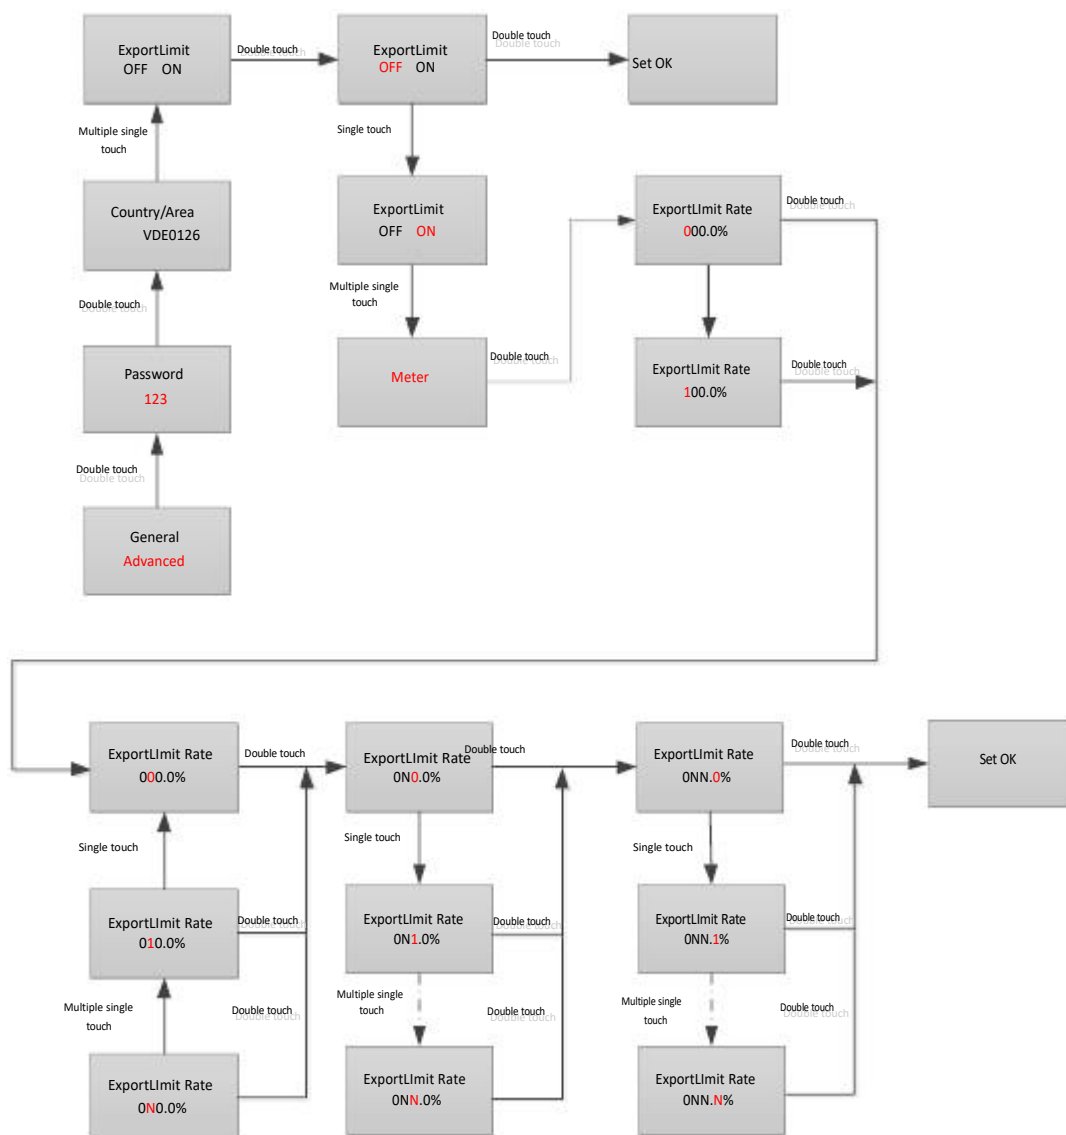 ExportLimit
OFF ON
Double touch
ExportLimit
OFF ON
Double touch
Set OK
Multiple single
touch
Single touch
Country/Area
VDE0126
ExportLimit
OFF ON
ExportLImit Rate
000.0%
Double touch
Double touch
Multiple single
touch
Password
123
Meter
Double touch
ExportLImit Rate
100.0%
Double touch
Double touch
General
Advanced
ExportLImit Rate
000.0%
Double touch
ExportLImit Rate
0N0.0%
Double touch
ExportLImit Rate
0NN.0%
Double touch
Set OK
Single touch
Single touch
Single touch
ExportLImit Rate
010.0%
Double touch
ExportLImit Rate
0N1.0%
Double touch
ExportLImit Rate
0NN.1%
Double touch
Multiple single
touch
Double touch
Multiple single
touch
Double touch
Multiple single
touch
Double touch
ExportLImit Rate
0N0.0%
ExportLImit Rate
0NN.0%
ExportLImit Rate
0NN.N%